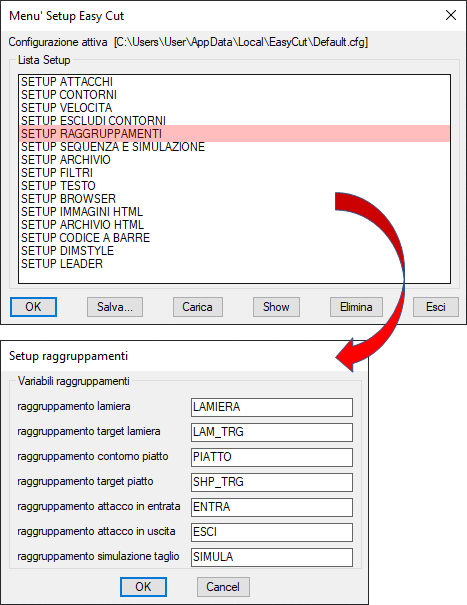 Menu' Setup Easy Cut
Configurazione attiva [C:\Users\User\AppData\Local\EasyCut\Default.cfg]
Lista Setup
SETUP ATTACCHI
SETUP CONTORNI
SETUP VELOCITA
SETUP ESCLUDI CONTORNI
SETUP RAGGRUPPAMENTI
SETUP SEQUENZA E SIMULAZIONE
SETUP ARCHIVIO
SETUP FILTRI
SETUP TESTO
SETUP BROWSER
SETUP IMMAGINI HTML
SETUP ARCHIVIO HTML
SETUP CODICE A BARRE
SETUP DIMSTYLE
SETUP LEADER
OK Salva... Carica Show Elimina Esci
Setup raggruppamenti
Variabili raggruppamenti
raggruppamento lamiera LAMIERA
raggruppamento target lamiera LAM_TRG
raggruppamento contorno piatto PIATTO
raggruppamento target piatto SHP_TRG
raggruppamento attacco in entrata ENTRA
raggruppamento attacco in uscita ESCI
raggruppamento simulazione taglio SIMULA
OK Cancel